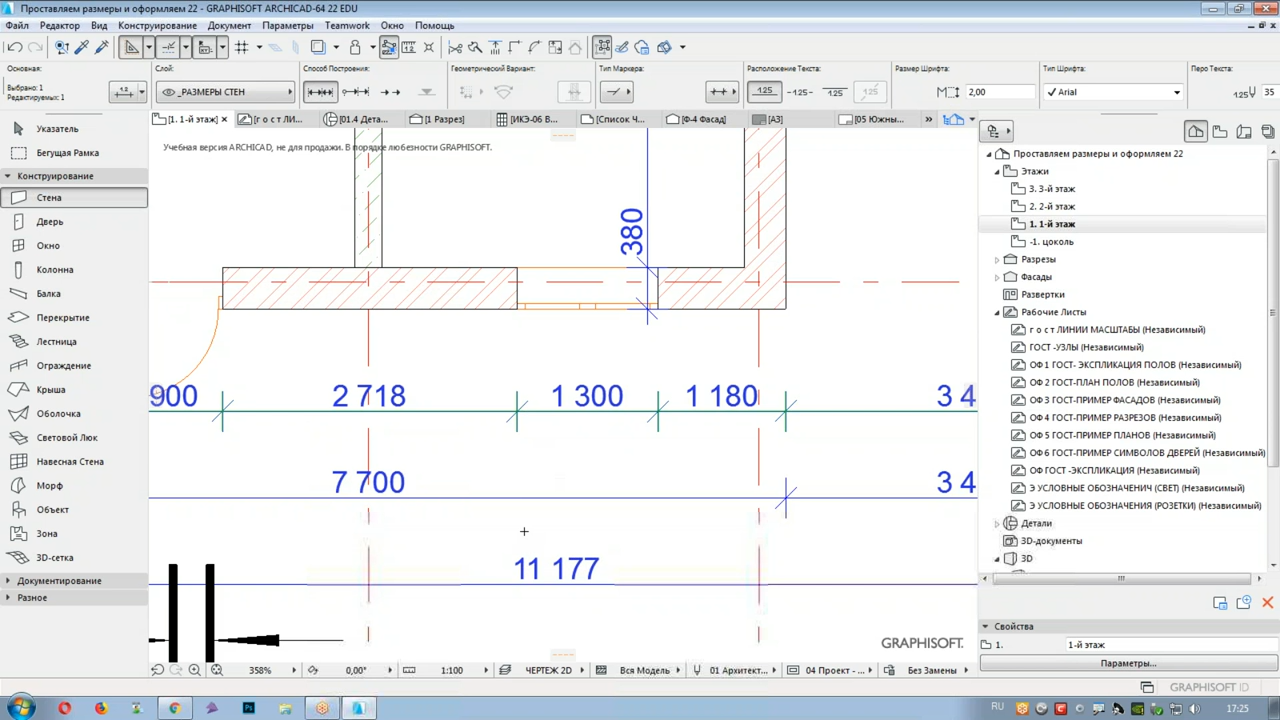 Проставляем размеры и оформляем 22 - GRAPHISOFT ARCHICAD-64 22 EDU
Файл Редактор Вид Конструирование Документ Параметры Teamwork Окно Помощь
Основная: Слой: Способ Построения: Геометрический Вариант: Тип Маркера: Расположение Текста: Размер Шрифта: Тип Шрифта: Перо Текста:
Выбрано: 1
Редактируемых: 1
_РАЗМЕРЫ СТЕН
2,00
Arial
35
[1. 1-й этаж]
[г о с т ЛИ...
[01.4 Дета...
[1 Разрез]
[ИКЭ-06 В...
[Список Ч...
[Ф-4 Фасад]
[А3]
[05 Южны...
Указатель
Бегущая Рамка
Конструирование
Стена
Дверь
Окно
Колонна
Балка
Перекрытие
Лестница
Ограждение
Крыша
Оболочка
Световой Люк
Навесная Стена
Морф
Объект
Зона
3D-сетка
Документирование
Разное
Учебная версия ARCHICAD, не для продажи. В порядке любезности GRAPHISOFT.
380
900 2 718 1 300 1 180 3 4
7 700 3 4
11 177
GRAPHISOFT.
Проставляем размеры и оформляем 22
Этажи
3. 3-й этаж
2. 2-й этаж
1. 1-й этаж
-1. цоколь
Разрезы
Фасады
Развертки
Рабочие Листы
г о с т ЛИНИИ МАСШТАБЫ (Независимый)
ГОСТ -УЗЛЫ (Независимый)
ОФ 1 ГОСТ- ЭКСПЛИКАЦИЯ ПОЛОВ (Независимый)
ОФ 2 ГОСТ-ПЛАН ПОЛОВ (Независимый)
ОФ 3 ГОСТ-ПРИМЕР ФАСАДОВ (Независимый)
ОФ 4 ГОСТ-ПРИМЕР РАЗРЕЗОВ (Независимый)
ОФ 5 ГОСТ-ПРИМЕР ПЛАНОВ (Независимый)
ОФ 6 ГОСТ-ПРИМЕР СИМВОЛОВ ДВЕРЕЙ (Независимый)
ОФ ГОСТ -ЭКСПЛИКАЦИЯ (Независимый)
Э УСЛОВНЫЕ ОБОЗНАЧЕНИЧ (СВЕТ) (Независимый)
Э УСЛОВНЫЕ ОБОЗНАЧЕНИЯ (РОЗЕТКИ) (Независимый)
Детали
3D-документы
3D
Свойства
1. 1-й этаж
Параметры...
358% 0,00° 1:100 ЧЕРТЕЖ 2D Вся Модель 01 Архитект... 04 Проект - ... Без Замены
GRAPHISOFT ID
RU 17:25